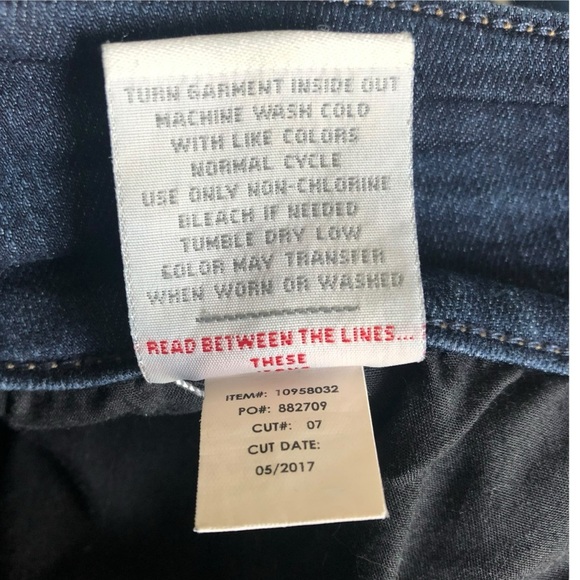 TURN GARMENT INSIDE OUT
MACHINE WASH COLD
WITH LIKE COLORS
NORMAL CYCLE
USE ONLY NON-CHLORINE
BLEACH IF NEEDED
TUMBLE DRY LOW
COLOR MAY TRANSFER
WHEN WORN OR WASHED
READ BETWEEN THE LINES...
THESE
ITEM#: 10958032
PO#: 882709
CUT#: 07
CUT DATE:
05/2017